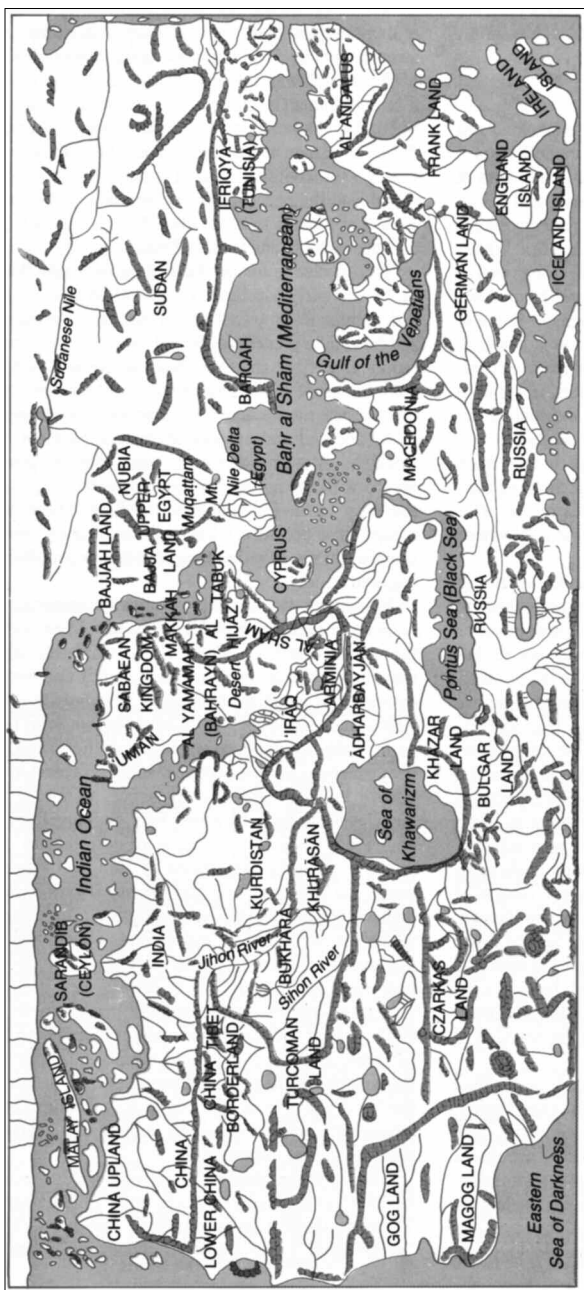 Sudanese Nile
Indian Ocean
SARANDIB
(CEYLON)
MALAY ISLAND
CHINA UPLAND
BAJJAH LAND
NUBIA
SABAEAN
KINGDOM
UMAN
BAJJA
LAND
UPPER
EGYPT
SUDAN
MAKKAH
INDIA
CHINA
AL YAMAMAH
(BAHRAYN)
Muqattam Mt.
AL HIJAZ
TABUK
Desert
Jihon River
CHINA TIBET
BORDERLAND
LOWER CHINA
IFRIQYĀ
(TUNISIA)
BARQAH
Nile Delta
(Egypt)
AL SHAM
KURDISTAN
BUKHARA
Sihon River
Bahr al Shām (Mediterranean)
CYPRUS
'IRAQ
TURCOMAN
LAND
KHURĀSAN
ARMINIA
AL ANDALUS
ADHARBAYJAN
Gulf of the Venetians
Sea of
Khawarizm
GOG LAND
MACEDONIA
FRANK LAND
KHAZAR
LAND
Pontus Sea (Black Sea)
GERMAN LAND
CZARKAS
LAND
BULGAR
LAND
RUSSIA
MAGOG LAND
ENGLAND
ISLAND
RUSSIA
IRELAND
ISLAND
ICELAND ISLAND
Eastern
Sea of Darkness